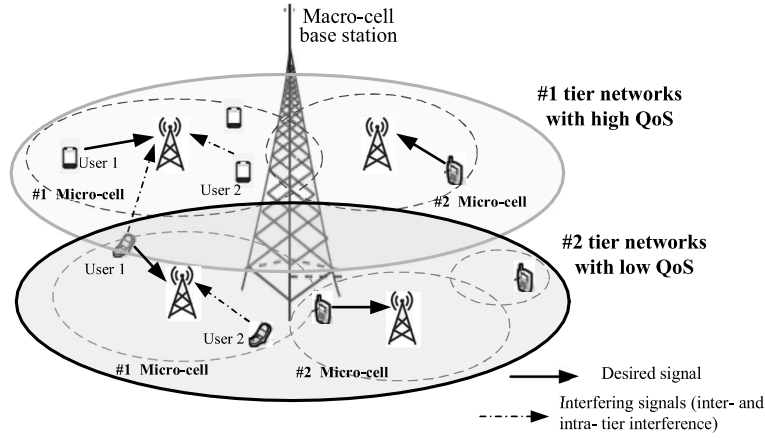 Macro-cell
base station
#1 tier networks
with high QoS
User 1
User 2
#1 Micro-cell
#2 Micro-cell
#2 tier networks
with low QoS
User 1
User 2
#1 Micro-cell
#2 Micro-cell
Desired signal
Interfering signals (inter- and
intra- tier interference)